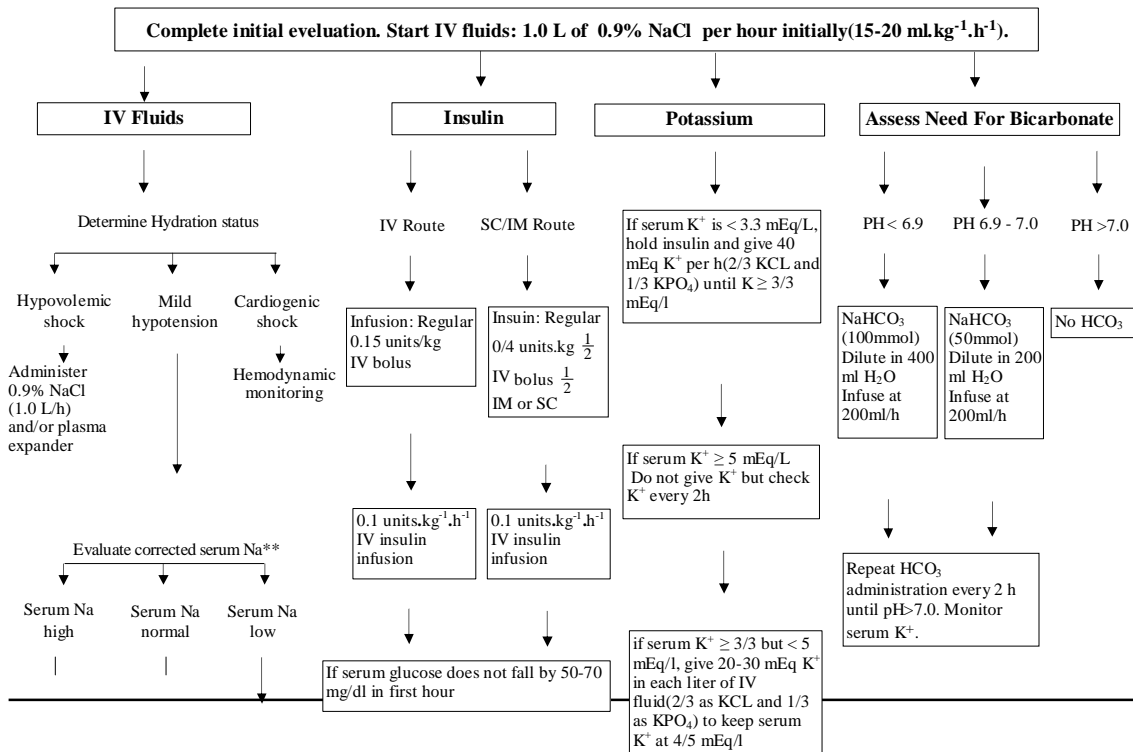 Complete initial eveluation. Start IV fluids: 1.0 L of 0.9% NaCl per hour initially(15-20 ml.kg⁻¹.h⁻¹).
IV Fluids
Determine Hydration status
Hypovolemic
shock
Administer
0.9% NaCl
(1.0 L/h)
and/or plasma
expander
Mild
hypotension
Cardiogenic
shock
Hemodynamic
monitoring
Evaluate corrected serum Na**
Serum Na
high
Serum Na
normal
Serum Na
low
Insulin
IV Route
Infusion: Regular
0.15 units/kg
IV bolus
0.1 units.kg⁻¹.h⁻¹
IV insulin
infusion
SC/IM Route
Insuin: Regular
0/4 units.kg 1/2
IV bolus 1/2
IM or SC
0.1 units.kg⁻¹.h⁻¹
IV insulin
infusion
If serum glucose does not fall by 50-70
mg/dl in first hour
Potassium
If serum K⁺ is < 3.3 mEq/L,
hold insulin and give 40
mEq K⁺ per h(2/3 KCL and
1/3 KPO₄) until K ≥ 3/3
mEq/l
If serum K⁺ ≥ 5 mEq/L
Do not give K⁺ but check
K⁺ every 2h
if serum K⁺ ≥ 3/3 but < 5
mEq/l, give 20-30 mEq K⁺
in each liter of IV
fluid(2/3 as KCL and 1/3
as KPO₄) to keep serum
K⁺ at 4/5 mEq/l
Assess Need For Bicarbonate
PH < 6.9
NaHCO₃
(100mmol)
Dilute in 400
ml H₂O
Infuse at
200ml/h
PH 6.9 - 7.0
NaHCO₃
(50mmol)
Dilute in 200
ml H₂O
Infuse at
200ml/h
PH >7.0
No HCO₃
Repeat HCO₃
administration every 2 h
until pH>7.0. Monitor
serum K⁺.